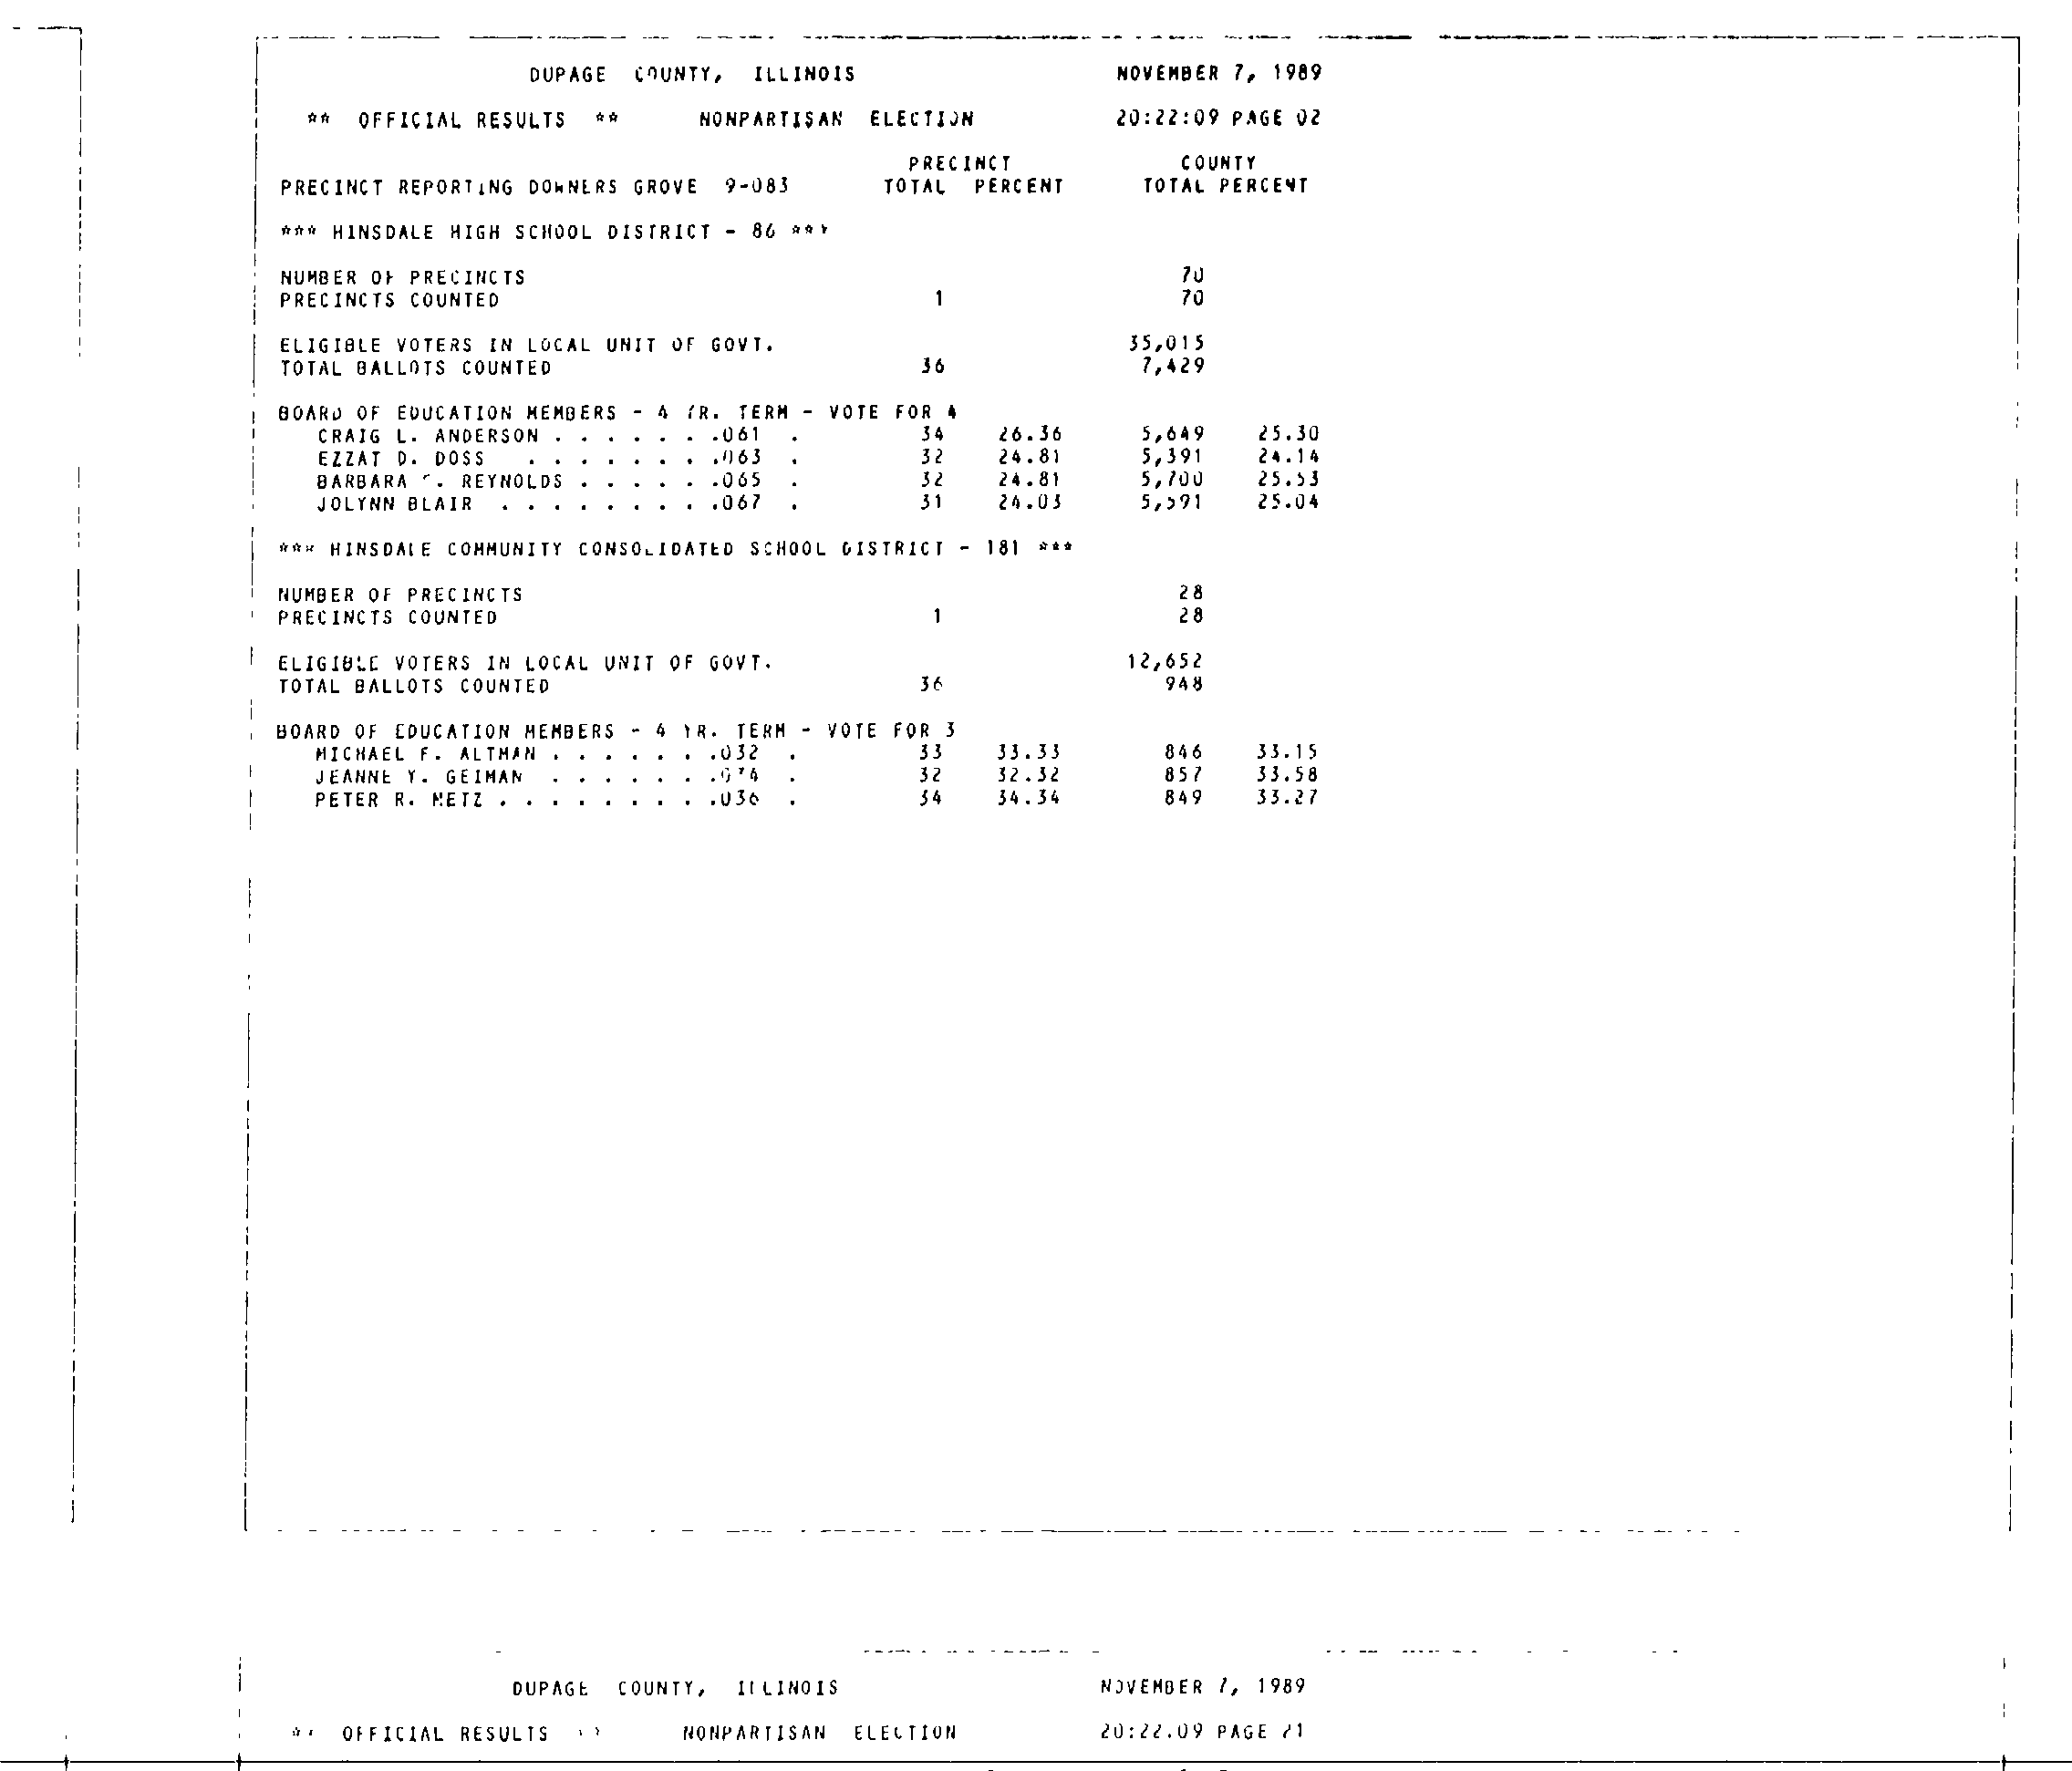 DUPAGE COUNTY, ILLINOIS NOVEMBER 7, 1989
** OFFICIAL RESULTS ** NONPARTISAN ELECTION 20:22:09 PAGE 02
PRECINCT COUNTY
PRECINCT REPORTING DOWNERS GROVE 9-083 TOTAL PERCENT TOTAL PERCENT
*** HINSDALE HIGH SCHOOL DISTRICT - 86 ***
NUMBER OF PRECINCTS 70
PRECINCTS COUNTED 1 70
ELIGIBLE VOTERS IN LOCAL UNIT OF GOVT. 35,015
TOTAL BALLOTS COUNTED 36 7,429
BOARD OF EDUCATION MEMBERS - 4 YR. TERM - VOTE FOR 4
CRAIG L. ANDERSON . . . . . . .061 . 34 26.36 5,649 25.30
EZZAT D. DOSS . . . . . . . .063 . 32 24.81 5,391 24.14
BARBARA REYNOLDS . . . . . .065 . 32 24.81 5,700 25.53
JOLYNN BLAIR . . . . . . . . .067 . 31 24.03 5,591 25.04
*** HINSDALE COMMUNITY CONSOLIDATED SCHOOL DISTRICT - 181 ***
NUMBER OF PRECINCTS 28
PRECINCTS COUNTED 1 28
ELIGIBLE VOTERS IN LOCAL UNIT OF GOVT. 12,652
TOTAL BALLOTS COUNTED 36 948
BOARD OF EDUCATION MEMBERS - 4 YR. TERM - VOTE FOR 3
MICHAEL F. ALTMAN . . . . . . .032 . 33 33.33 846 33.15
JEANNE Y. GEIMAN . . . . . . . . 32 32.32 857 33.58
PETER R. METZ . . . . . . . . .036 . 34 34.34 849 33.27
DUPAGE COUNTY, ILLINOIS NOVEMBER 7, 1989
** OFFICIAL RESULTS ** NONPARTISAN ELECTION 20:22.09 PAGE 21